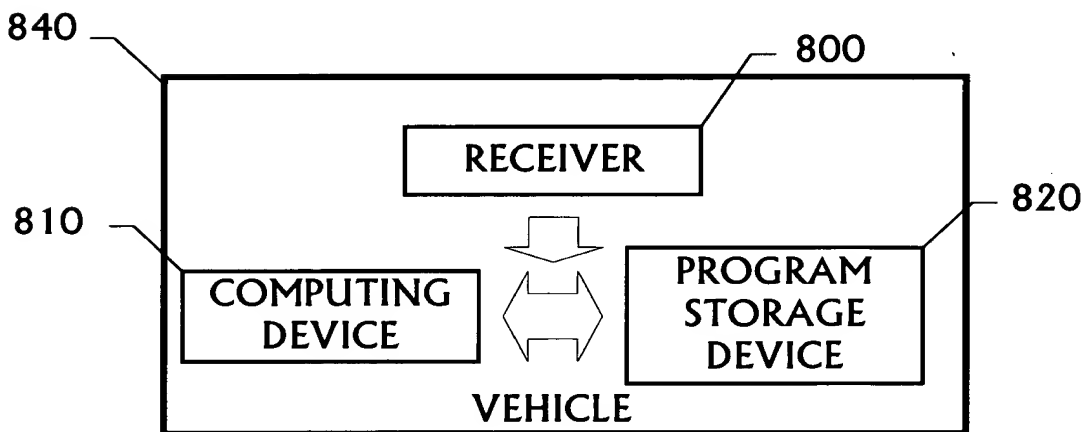 840
800
RECEIVER
810
820
COMPUTING
DEVICE
PROGRAM
STORAGE
DEVICE
VEHICLE